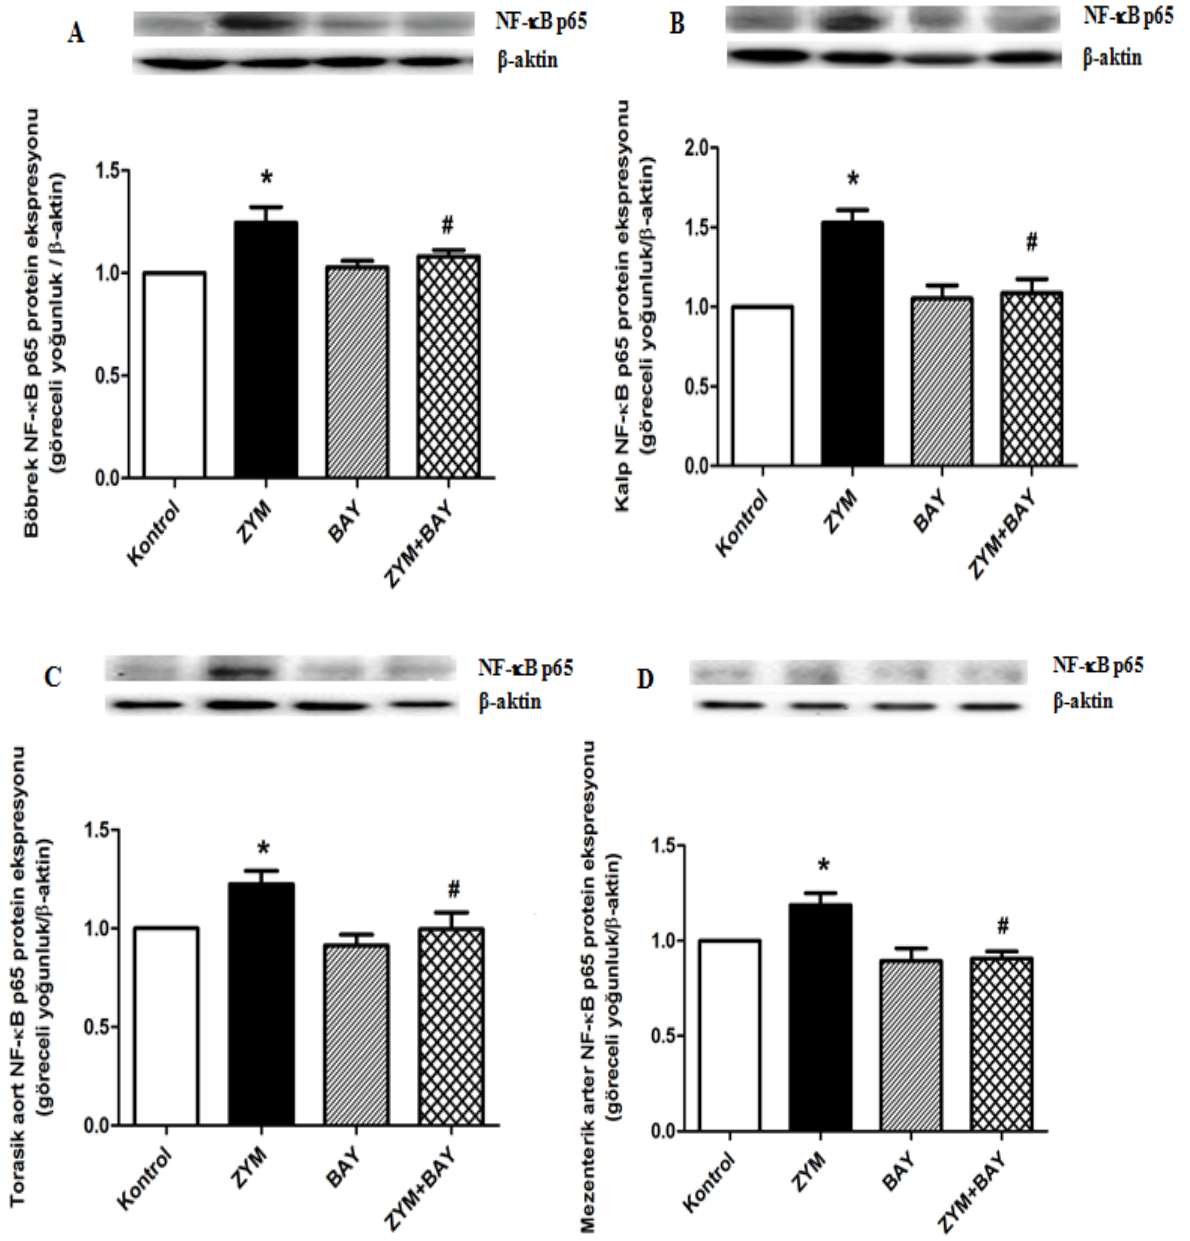 A
NF-κB p65
β-aktin
Böbrek NF-κB p65 protein ekspresyonu
(göreceli yoğunluk / β-aktin)
1.5
1.0
0.5
0.0
*
#
Kontrol
ZYM
BAY
ZYM+BAY
B
NF-κB p65
β-aktin
Kalp NF-κB p65 protein ekspresyonu
(göreceli yoğunluk/β-aktin)
2.0
1.5
1.0
0.5
0.0
*
#
Kontrol
ZYM
BAY
ZYM+BAY
C
NF-κB p65
β-aktin
Torasik aort NF-κB p65 protein ekspresyonu
(göreceli yoğunluk/β-aktin)
1.5
1.0
0.5
0.0
*
#
Kontrol
ZYM
BAY
ZYM+BAY
D
NF-κB p65
β-aktin
Mezenterik arter NF-κB p65 protein ekspresyonu
(göreceli yoğunluk/β-aktin)
1.5
1.0
0.5
0.0
*
#
Kontrol
ZYM
BAY
ZYM+BAY